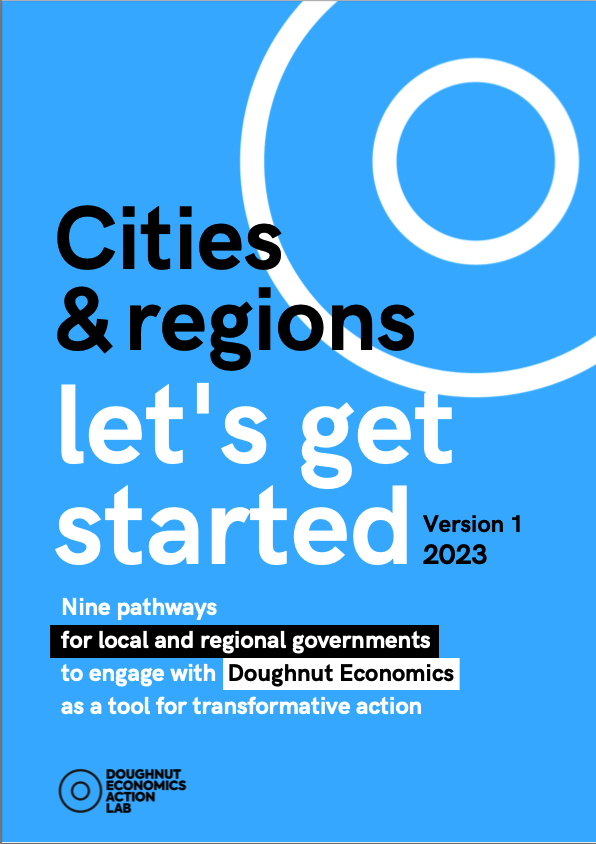 Cities
& regions
let's get
started
Version 1
2023
Nine pathways
for local and regional governments
to engage with Doughnut Economics
as a tool for transformative action
DOUGHNUT
ECONOMICS
ACTION
LAB